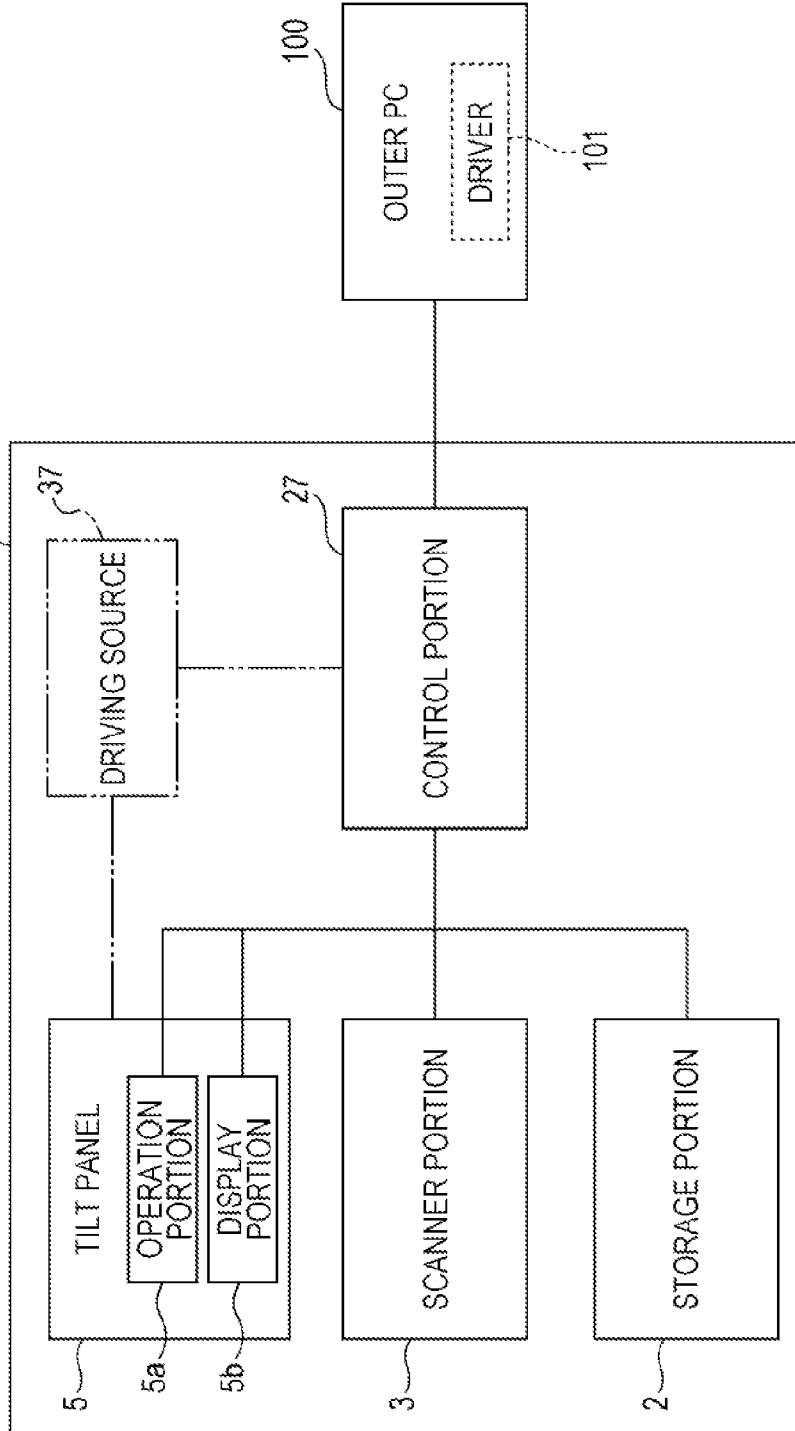 5
TILT PANEL
5a
OPERATION
PORTION
5b
DISPLAY
PORTION
DRIVING SOURCE
37
3
SCANNER PORTION
27
CONTROL PORTION
100
OUTER PC
DRIVER
101
2
STORAGE PORTION